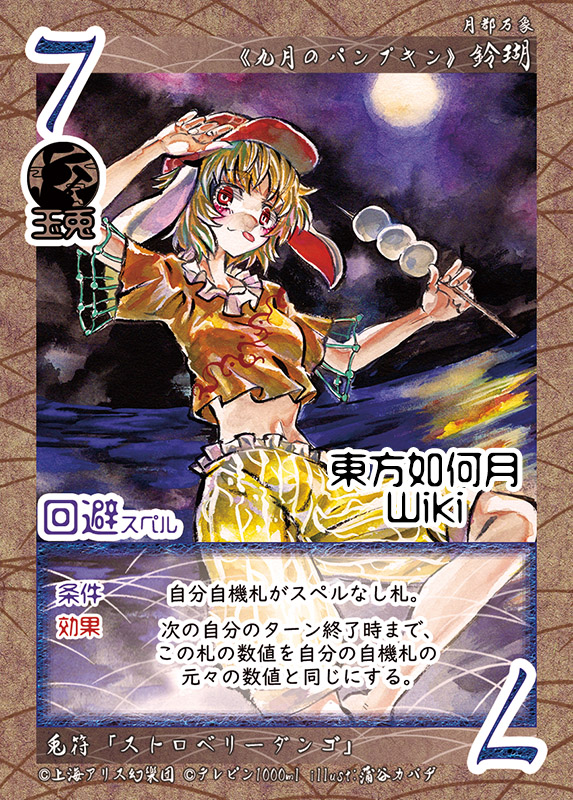 月都万象
《九月のパンプキン》鈴瑚
7
玉兎
東方如何月
Wiki
回避スペル
条件 自分自機札がスペルなし札。
効果 次の自分のターン終了時まで、
この札の数値を自分の自機札の
元々の数値と同じにする。
7
兎符「ストロベリーダンゴ」
©上海アリス幻樂団 ©テレピン1000ml illust:蒲谷カバヂ